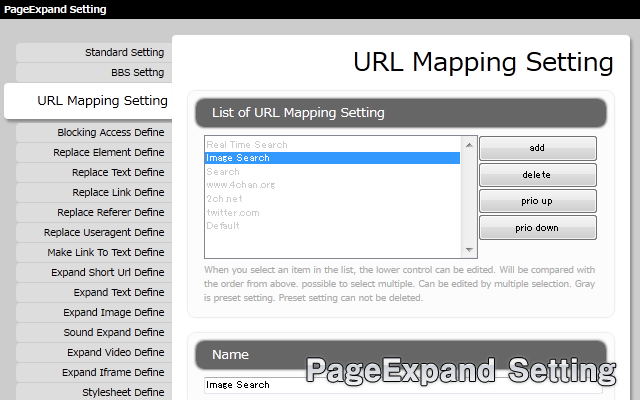 PageExpand Setting
Standard Setting
BBS Settng
URL Mapping Setting
Blocking Access Define
Replace Element Define
Replace Text Define
Replace Link Define
Replace Referer Define
Replace Useragent Define
Make Link To Text Define
Expand Short Url Define
Expand Text Define
Expand Image Define
Sound Expand Define
Expand Video Define
Expand Iframe Define
Stylesheet Define
URL Mapping Setting
List of URL Mapping Setting
Real Time Search
Image Search
Search
www.4chan.org
2ch.net
twitter.com
Default
add
delete
prio up
prio down
When you select an item in the list, the lower control can be edited. Will be compared with
the order from above. possible to select multiple. Can be edited by multiple selection. Gray
is preset setting. Preset setting can not be deleted.
Name
Image Search
PageExpand Setting